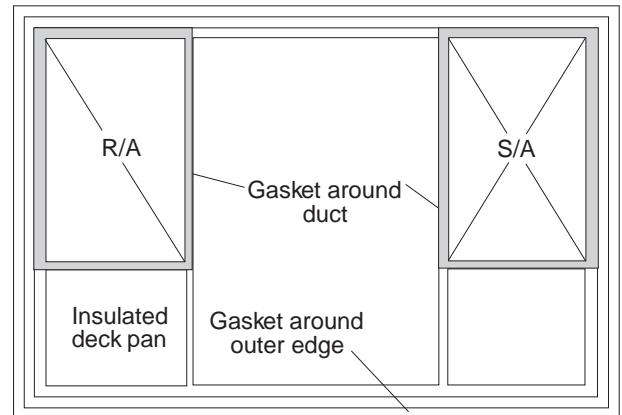 R/A
S/A
Gasket around
duct
Insulated
deck pan
Gasket around
outer edge